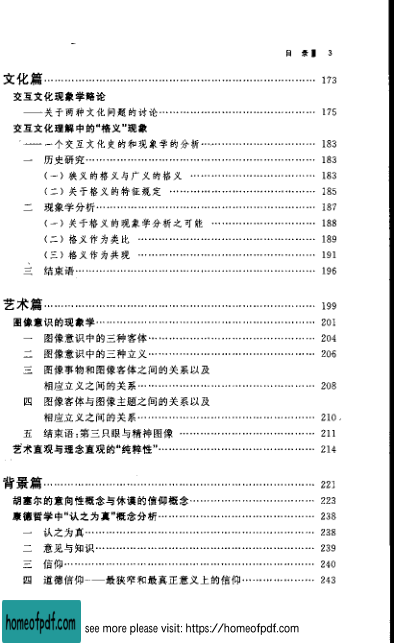 目 录 3
文化篇 173
交互文化现象学略论
——关于两种文化问题的讨论 175
交互文化理解中的“格义”现象
——一个交互文化史的和现象学的分析 183
一 历史研究 183
(一)狭义的格义与广义的格义 183
(二)关于格义的特征规定 185
二 现象学分析 187
(一)关于格义的现象学分析之可能 188
(二)格义作为类比 189
(三)格义作为共现 191
三 结束语 196
艺术篇 199
图像意识的现象学 201
一 图像意识中的三种客体 204
二 图像意识中的三种立义 206
三 图像事物和图像客体之间的关系以及
相应立义之间的关系 208
四 图像客体与图像主题之间的关系以及
相应立义之间的关系 210
五 结束语:第三只眼与精神图像 211
艺术直观与理念直观的“纯粹性” 214
背景篇 221
胡塞尔的意向性概念与休谟的信仰概念 223
康德哲学中“认之为真”概念分析 238
一 认之为真 238
二 意见与知识 239
三 信仰 240
四 道德信仰——最狭窄和最真正意义上的信仰 243
homeofpdf.com
see more please visit: https://homeofpdf.com